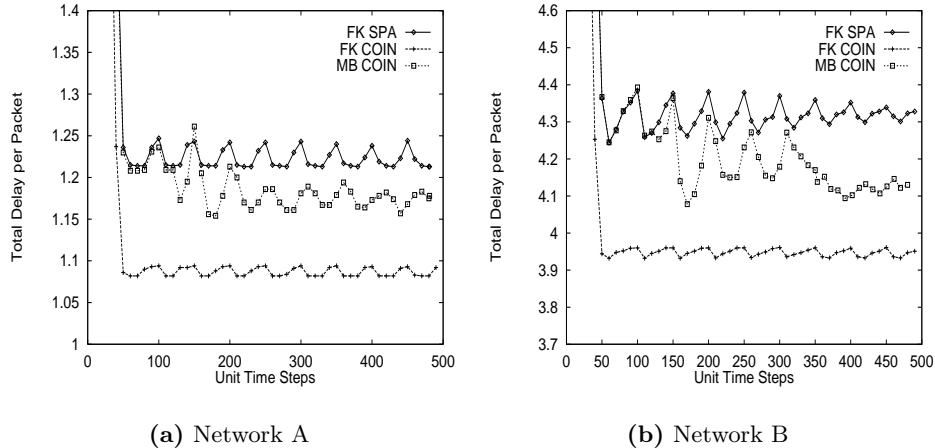 1.4
1.35
1.3
1.25
1.2
1.15
1.1
1.05
1
0 100 200 300 400 500
Total Delay per Packet
Unit Time Steps
FK SPA
FK COIN
MB COIN
(a) Network A
4.6
4.5
4.4
4.3
4.2
4.1
4
3.9
3.8
3.7
0 50 100 150 200 250 300 350 400 450 500
Total Delay per Packet
Unit Time Steps
FK SPA
FK COIN
MB COIN
(b) Network B